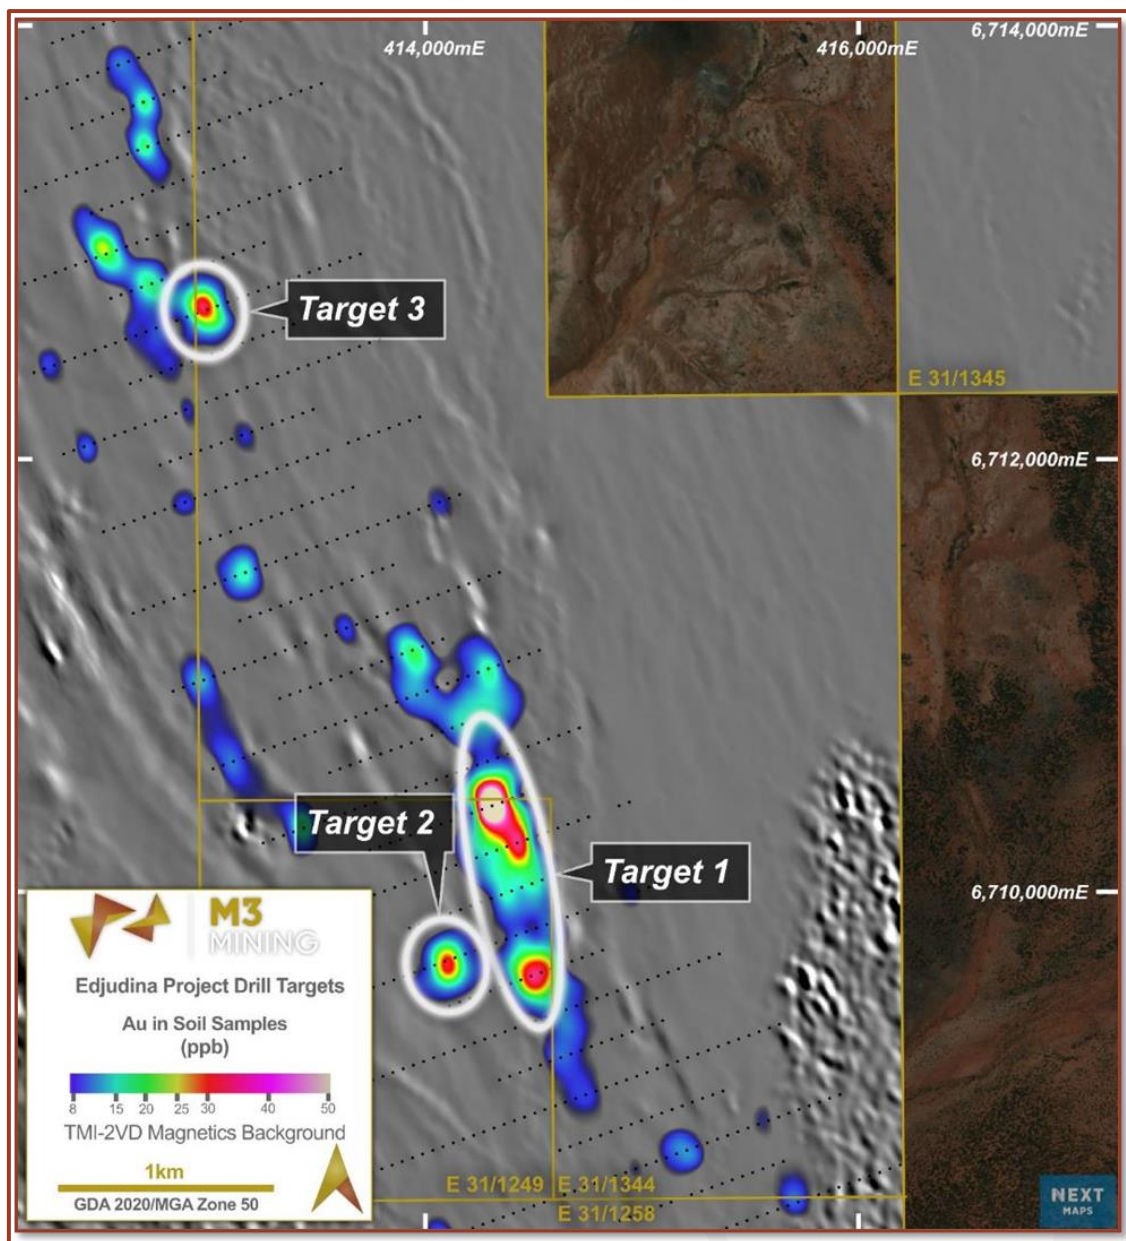 414,000mE
416,000mE
6,714,000mE
Target 3
E 31/1345
6,712,000mE
Target 2
Target 1
6,710,000mE
M3
MINING
Edjudina Project Drill Targets
Au in Soil Samples
(ppb)
8 15 20 25 30 40 50
TMI-2VD Magnetics Background
1km
GDA 2020/MGA Zone 50
E 31/1249
E 31/1344
E 31/1258
NEXT
MAPS